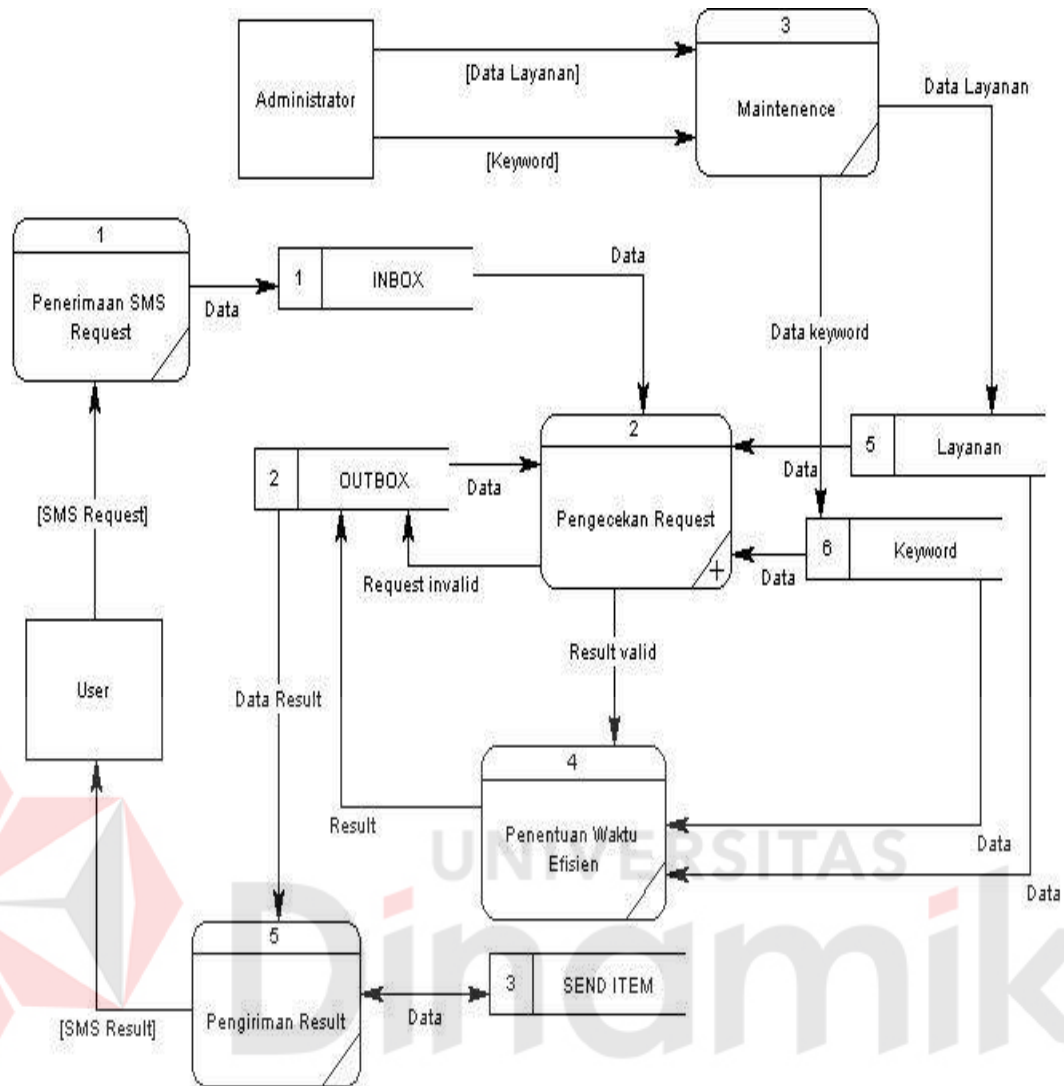 3
Administrator
[Data Layanan]
[Keyword]
Maintenence
Data Layanan
1
Penerimaan SMS
Request
Data
1
INBOX
Data
Data keyword
2
Pengecekan Request
2
OUTBOX
Data
5
Layanan
Data
6
Keyword
Data
[SMS Request]
Request invalid
Result valid
User
Data Result
4
Penentuan Waktu
Efisien
Result
Data
Data
UNIVERSITAS
Dinamik
5
Pengiriman Result
[SMS Result]
Data
3
SEND ITEM